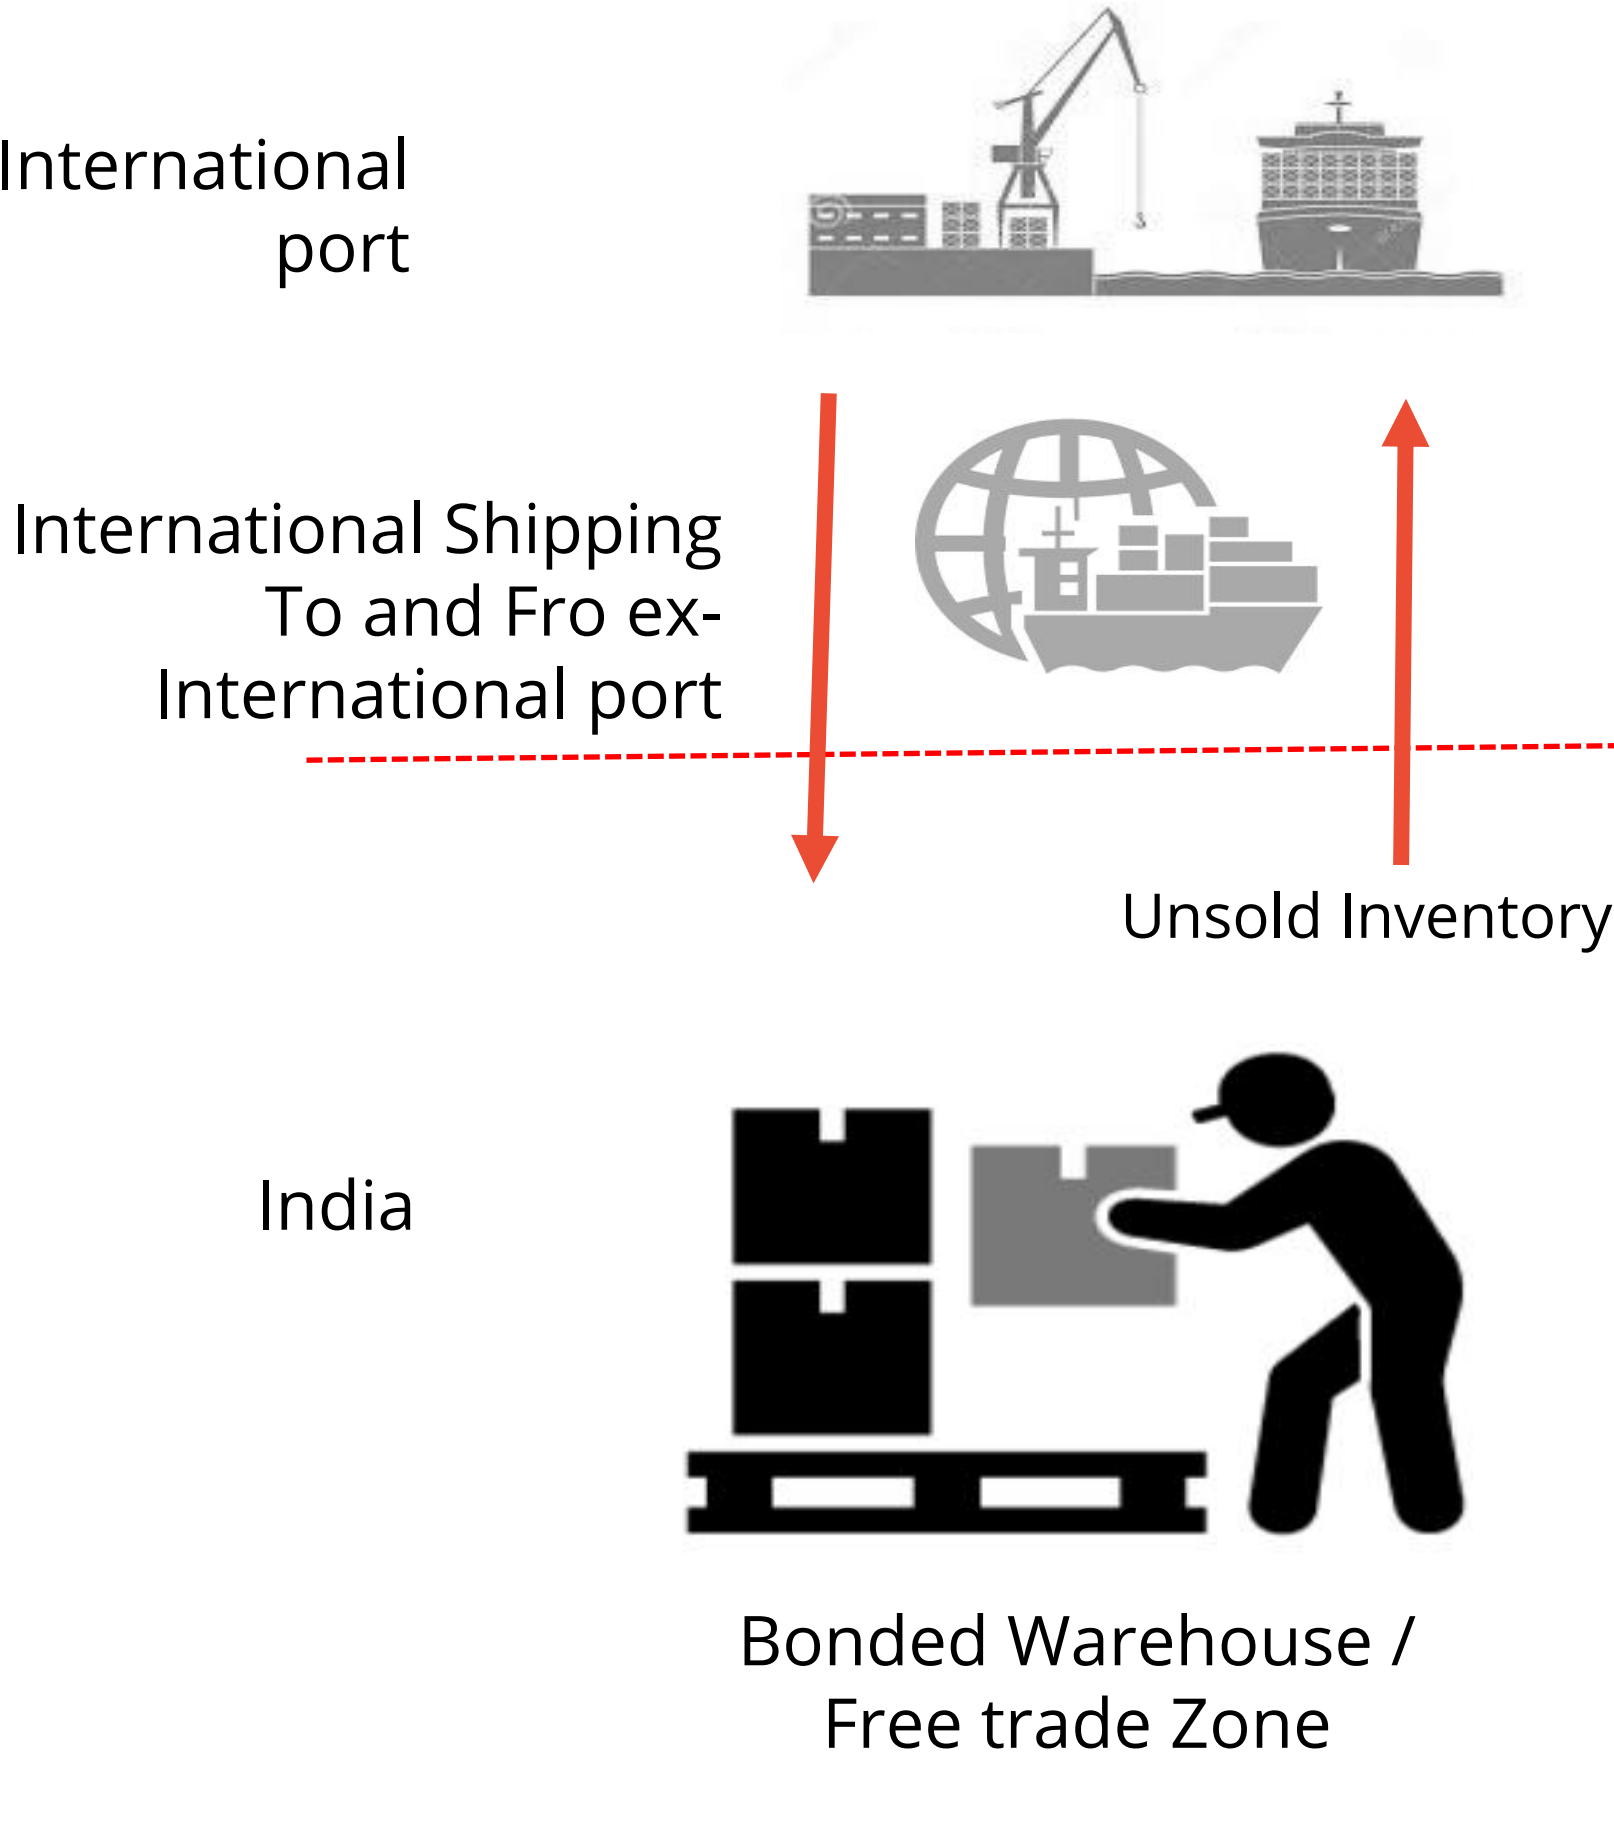 International
port
International Shipping
To and Fro ex-
International port
Unsold Inventory
India
Bonded Warehouse /
Free trade Zone